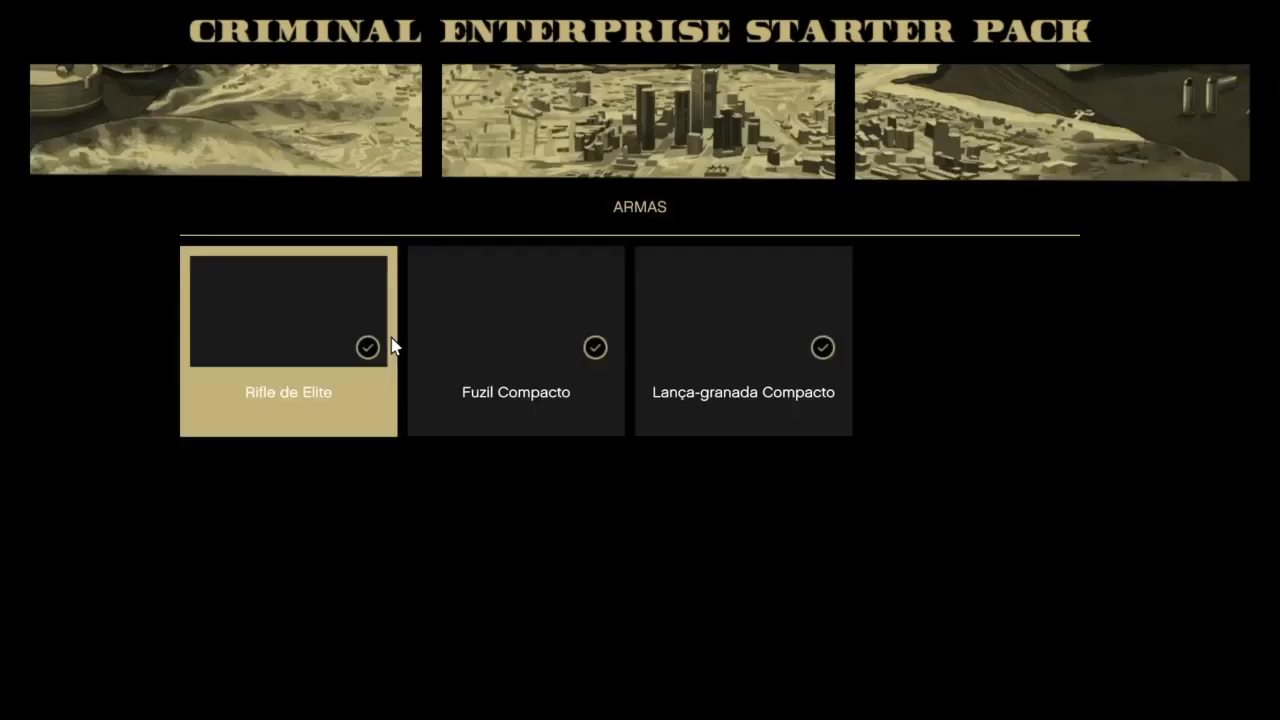 CRIMINAL ENTERPRISE STARTER PACK
ARMAS
Rifle de Elite
Fuzil Compacto
Lança-granada Compacto